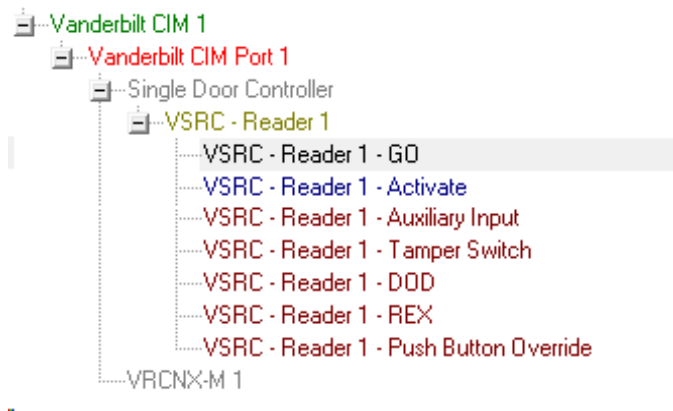 Vanderbilt CIM 1
Vanderbilt CIM Port 1
Single Door Controller
VSRC - Reader 1
VSRC - Reader 1 - GO
VSRC - Reader 1 - Activate
VSRC - Reader 1 - Auxiliary Input
VSRC - Reader 1 - Tamper Switch
VSRC - Reader 1 - DOD
VSRC - Reader 1 - REX
VSRC - Reader 1 - Push Button Override
VRCNX-M 1